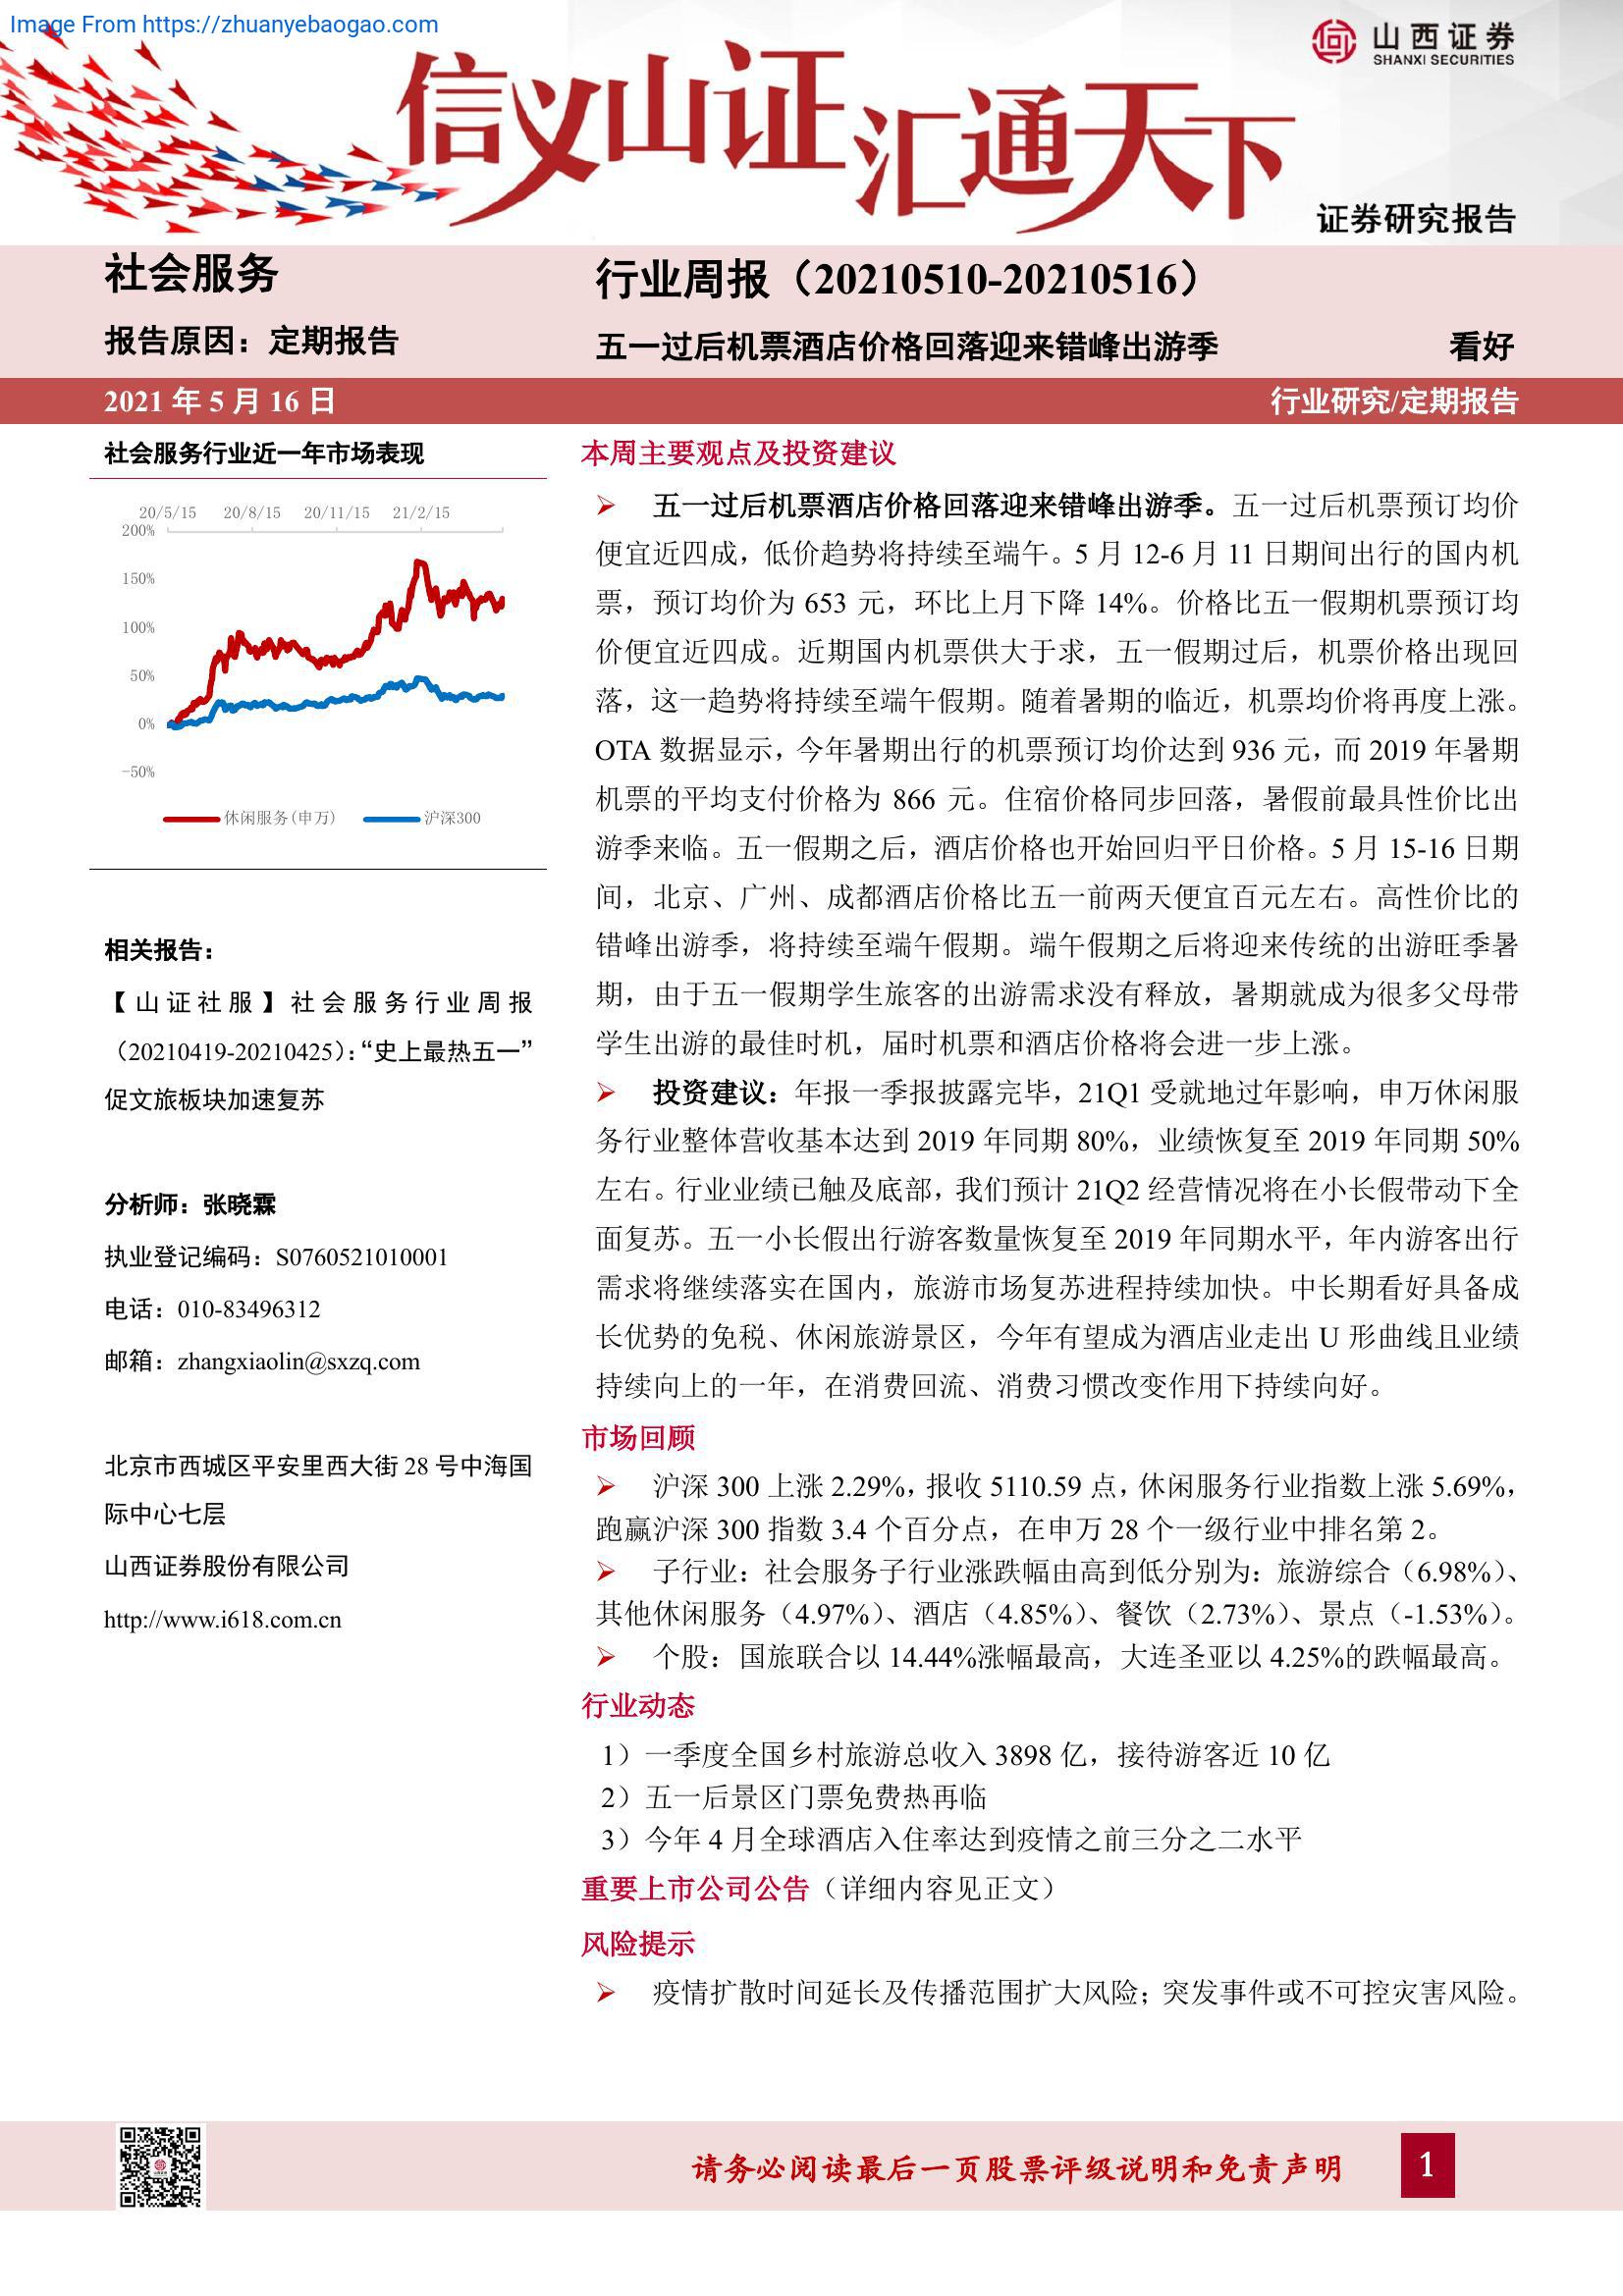 Image From https://zhuanyebaogao.com
山西证券
SHANXI SECURITIES
信义山证汇通天下
证券研究报告
社会服务
行业周报（20210510-20210516）
报告原因：定期报告
五一过后机票酒店价格回落迎来错峰出游季
看好
2021 年 5 月 16 日
行业研究/定期报告
社会服务行业近一年市场表现
20/5/15 20/8/15 20/11/15 21/2/15
200%
150%
100%
50%
0%
-50%
休闲服务(申万) 沪深300
相关报告：
【山证社服】社会服务行业周报
（20210419-20210425）：“史上最热五一”
促文旅板块加速复苏
分析师：张晓霖
执业登记编码：S0760521010001
电话：010-83496312
邮箱：zhangxiaolin@sxzq.com
北京市西城区平安里西大街 28 号中海国
际中心七层
山西证券股份有限公司
http://www.i618.com.cn
本周主要观点及投资建议
➢ 五一过后机票酒店价格回落迎来错峰出游季。五一过后机票预订均价
便宜近四成，低价趋势将持续至端午。5 月 12-6 月 11 日期间出行的国内机
票，预订均价为 653 元，环比上月下降 14%。价格比五一假期机票预订均
价便宜近四成。近期国内机票供大于求，五一假期过后，机票价格出现回
落，这一趋势将持续至端午假期。随着暑期的临近，机票均价将再度上涨。
OTA 数据显示，今年暑期出行的机票预订均价达到 936 元，而 2019 年暑期
机票的平均支付价格为 866 元。住宿价格同步回落，暑假前最具性价比出
游季来临。五一假期之后，酒店价格也开始回归平日价格。5 月 15-16 日期
间，北京、广州、成都酒店价格比五一前两天便宜百元左右。高性价比的
错峰出游季，将持续至端午假期。端午假期之后将迎来传统的出游旺季暑
期，由于五一假期学生旅客的出游需求没有释放，暑期就成为很多父母带
学生出游的最佳时机，届时机票和酒店价格将会进一步上涨。
➢ 投资建议：年报一季报披露完毕，21Q1 受就地过年影响，申万休闲服
务行业整体营收基本达到 2019 年同期 80%，业绩恢复至 2019 年同期 50%
左右。行业业绩已触及底部，我们预计 21Q2 经营情况将在小长假带动下全
面复苏。五一小长假出行游客数量恢复至 2019 年同期水平，年内游客出行
需求将继续落实在国内，旅游市场复苏进程持续加快。中长期看好具备成
长优势的免税、休闲旅游景区，今年有望成为酒店业走出 U 形曲线且业绩
持续向上的一年，在消费回流、消费习惯改变作用下持续向好。
市场回顾
➢ 沪深 300 上涨 2.29%，报收 5110.59 点，休闲服务行业指数上涨 5.69%，
跑赢沪深 300 指数 3.4 个百分点，在申万 28 个一级行业中排名第 2。
➢ 子行业：社会服务子行业涨跌幅由高到低分别为：旅游综合（6.98%）、
其他休闲服务（4.97%）、酒店（4.85%）、餐饮（2.73%）、景点（-1.53%）。
➢ 个股：国旅联合以 14.44%涨幅最高，大连圣亚以 4.25%的跌幅最高。
行业动态
1）一季度全国乡村旅游总收入 3898 亿，接待游客近 10 亿
2）五一后景区门票免费热再临
3）今年 4 月全球酒店入住率达到疫情之前三分之二水平
重要上市公司公告（详细内容见正文）
风险提示
➢ 疫情扩散时间延长及传播范围扩大风险；突发事件或不可控灾害风险。
请务必阅读最后一页股票评级说明和免责声明
1